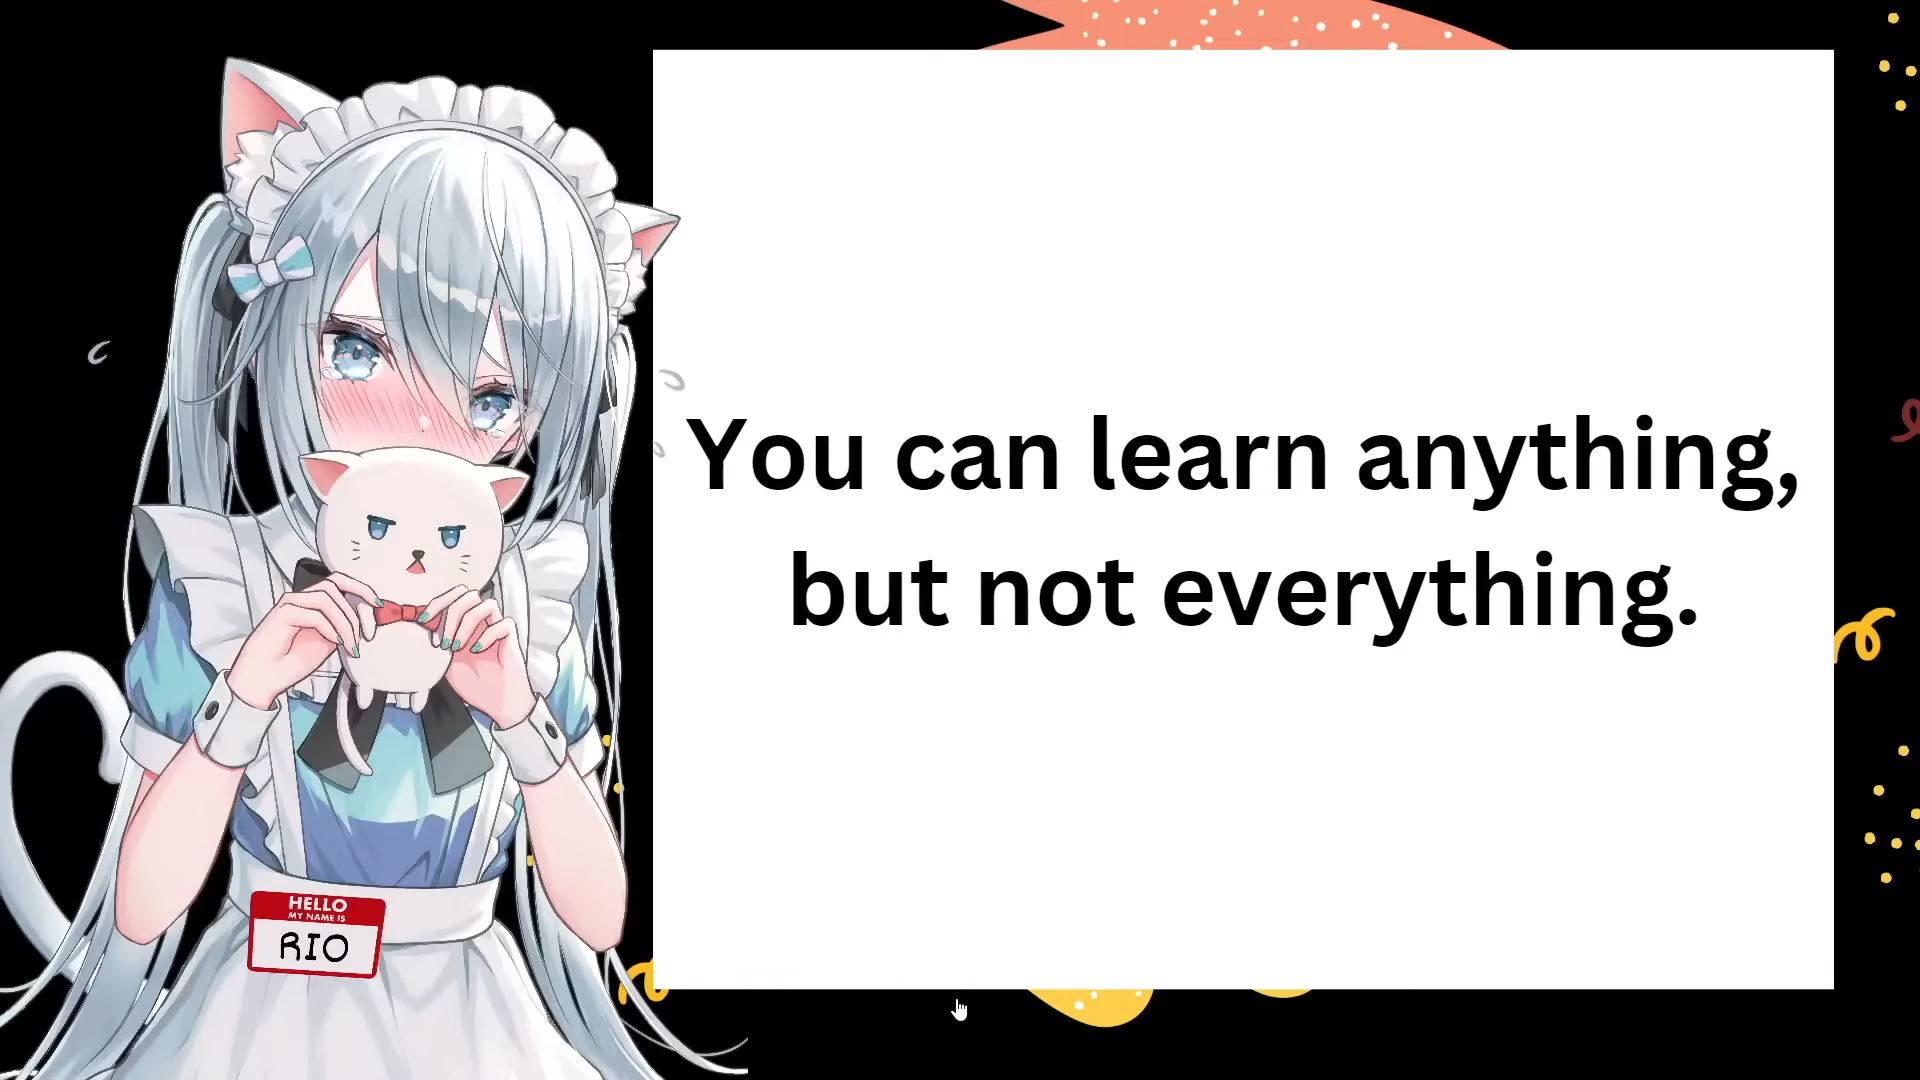 You can learn anything,
but not everything.
HELLO
MY NAME IS
RIO